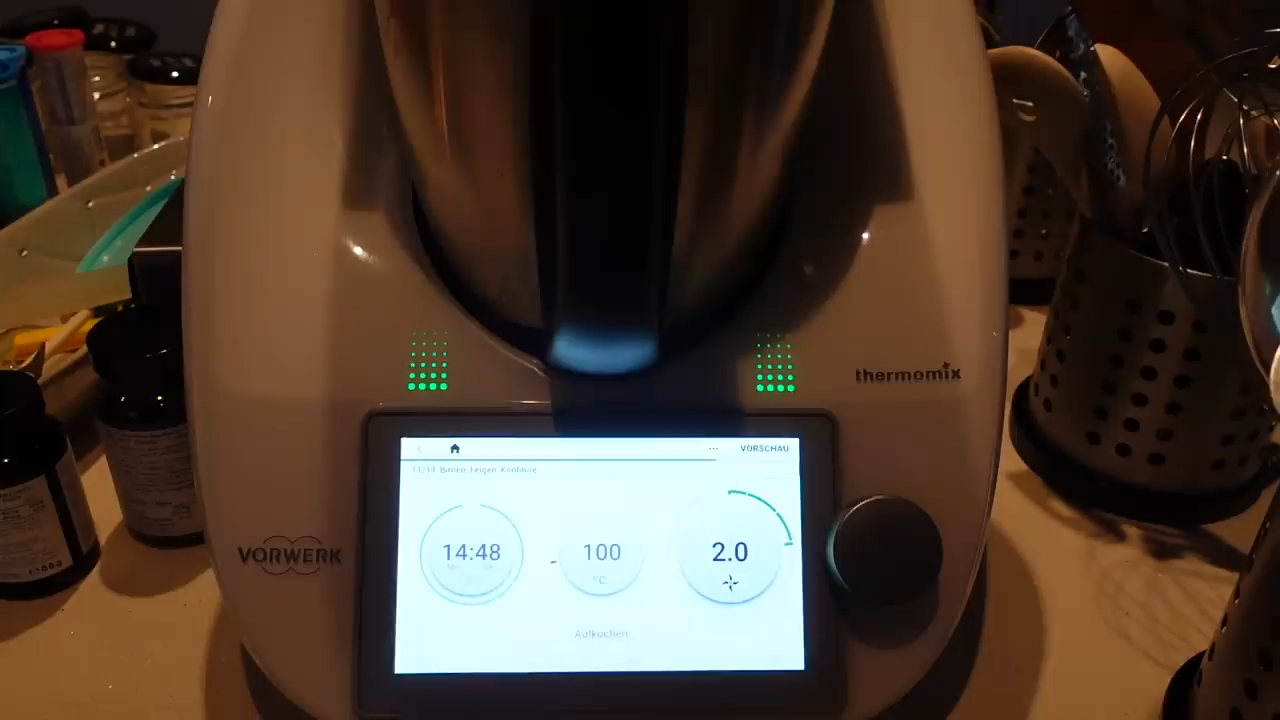 thermomix
VORWERK
VORSCHAU
11/14 Birnen-Feigen-Konfitüre
14:48
100
°C
2.0
Aufkochen